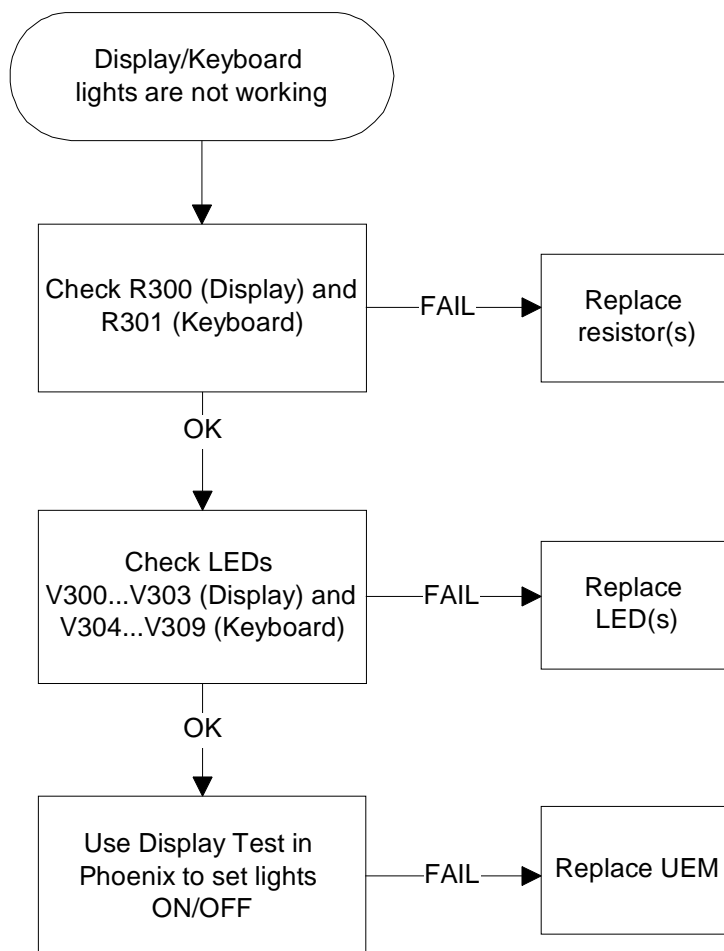 Display/Keyboard
lights are not working
Check R300 (Display) and
R301 (Keyboard)
FAIL
Replace
resistor(s)
OK
Check LEDs
V300...V303 (Display) and
V304...V309 (Keyboard)
FAIL
Replace
LED(s)
OK
Use Display Test in
Phoenix to set lights
ON/OFF
FAIL
Replace UEM